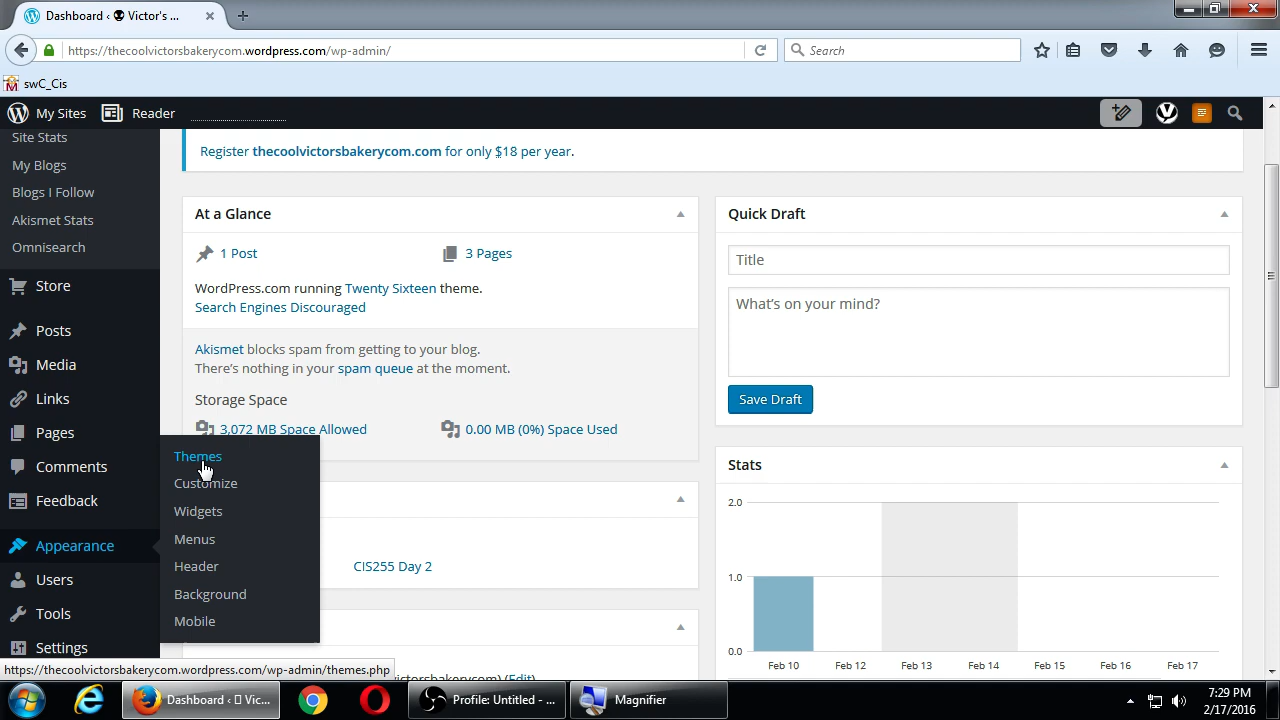 Dashboard ‹ Victor's ...
https://thecoolvictorsbakerycom.wordpress.com/wp-admin/
Search
swC_Cis
My Sites
Reader
Site Stats
My Blogs
Blogs I Follow
Akismet Stats
Omnisearch
Store
Posts
Media
Links
Pages
Comments
Feedback
Appearance
Users
Tools
Settings
Themes
Customize
Widgets
Menus
Header
Background
Mobile
Register thecoolvictorsbakerycom.com for only $18 per year.
At a Glance
1 Post
3 Pages
WordPress.com running Twenty Sixteen theme.
Search Engines Discouraged
Akismet blocks spam from getting to your blog.
There's nothing in your spam queue at the moment.
Storage Space
3,072 MB Space Allowed
0.00 MB (0%) Space Used
CIS255 Day 2
Quick Draft
Title
What's on your mind?
Save Draft
Stats
2.0
1.0
0.0
Feb 10
Feb 12
Feb 13
Feb 14
Feb 15
Feb 16
Feb 17
https://thecoolvictorsbakerycom.wordpress.com/wp-admin/themes.php
Dashboard ‹ Vic...
Profile: Untitled - ...
Magnifier
7:29 PM
2/17/2016